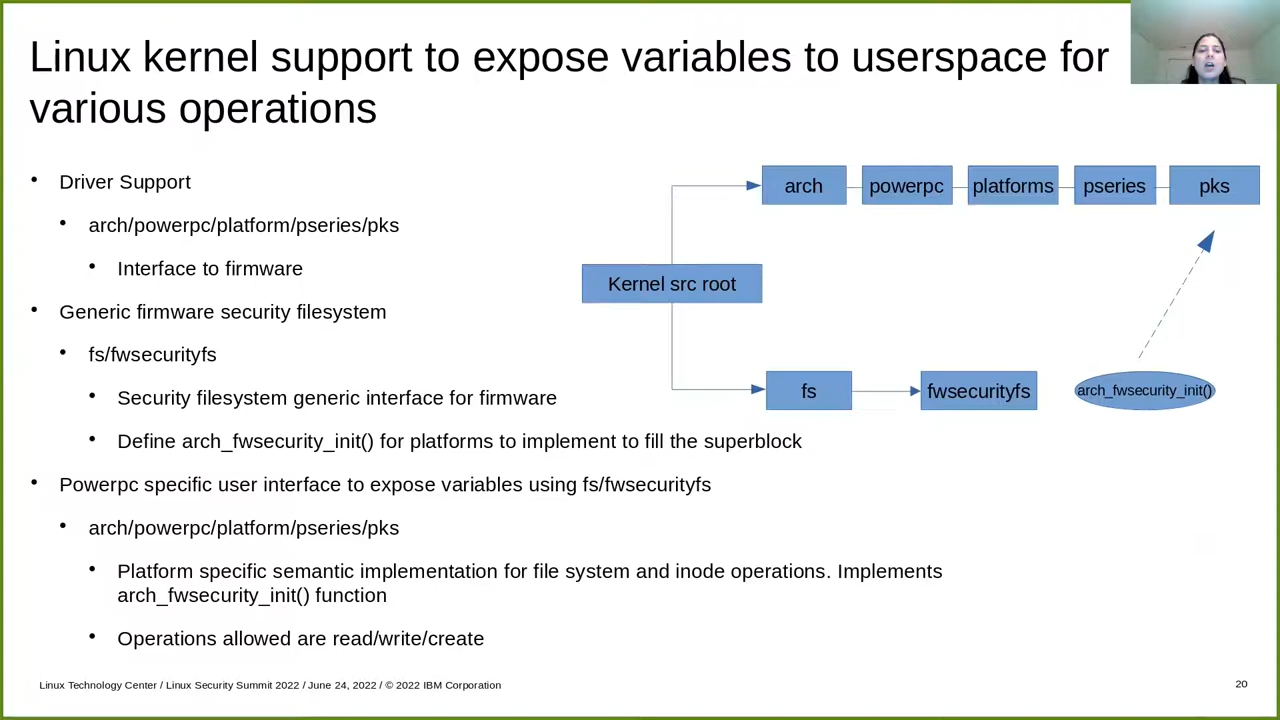 Linux kernel support to expose variables to userspace for
various operations
Driver Support
arch/powerpc/platform/pseries/pks
Interface to firmware
Generic firmware security filesystem
fs/fwsecurityfs
Security filesystem generic interface for firmware
Define arch_fwsecurity_init() for platforms to implement to fill the superblock
Powerpc specific user interface to expose variables using fs/fwsecurityfs
arch/powerpc/platform/pseries/pks
Platform specific semantic implementation for file system and inode operations. Implements
arch_fwsecurity_init() function
Operations allowed are read/write/create
arch
powerpc
platforms
pseries
pks
Kernel src root
fs
fwsecurityfs
arch_fwsecurity_init()
Linux Technology Center / Linux Security Summit 2022 / June 24, 2022 / © 2022 IBM Corporation
20